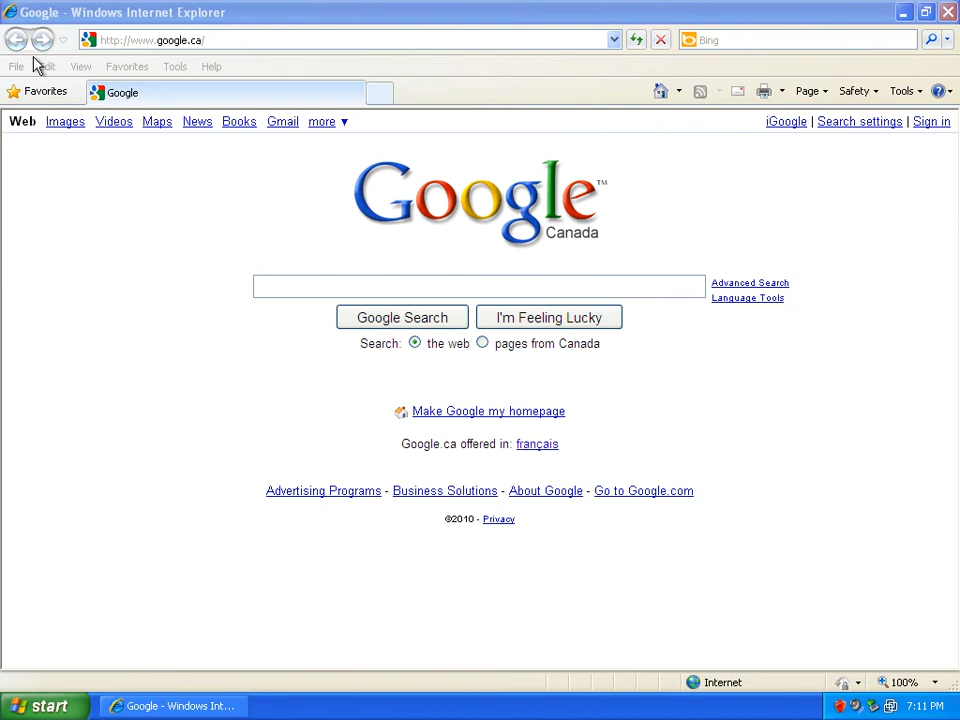 Google - Windows Internet Explorer
http://www.google.ca/
Bing
File Edit View Favorites Tools Help
Favorites
Google
Page Safety Tools
Web Images Videos Maps News Books Gmail more ▼
iGoogle | Search settings | Sign in
Google™
Canada
Advanced Search
Language Tools
Google Search
I'm Feeling Lucky
Search: the web pages from Canada
Make Google my homepage
Google.ca offered in: français
Advertising Programs - Business Solutions - About Google - Go to Google.com
©2010 - Privacy
Internet
100%
start
Google - Windows Int...
7:11 PM